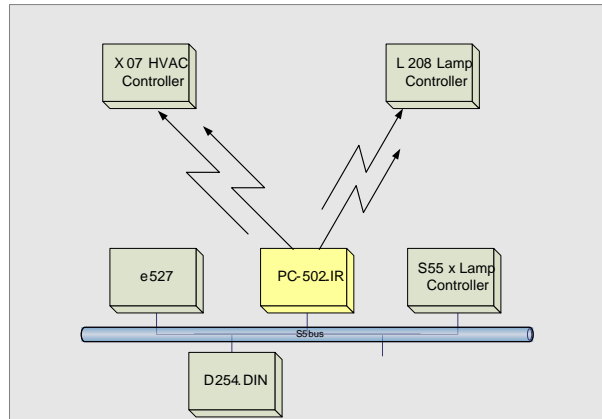 X 07 HVAC
Controller
L 208 Lamp
Controller
e527
PC-502.IR
S55 x Lamp
Controller
S5bus
D254.DIN